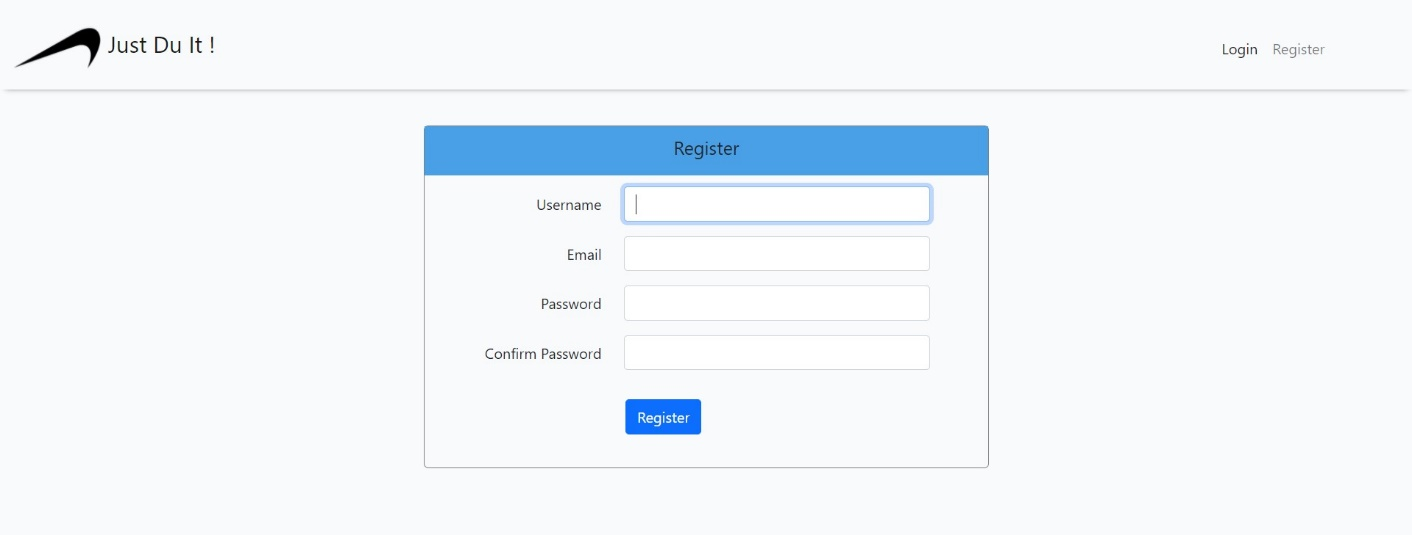 Just Du It !
Login Register
Register
Username
Email
Password
Confirm Password
Register